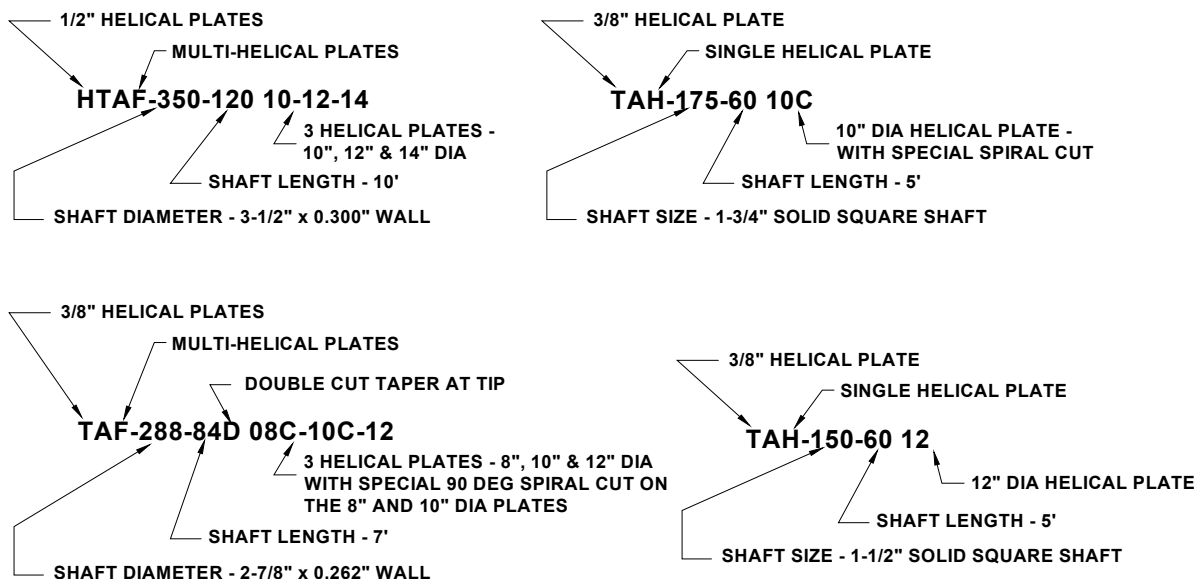 1/2" HELICAL PLATES
MULTI-HELICAL PLATES
HTAF-350-120 10-12-14
3 HELICAL PLATES -
10", 12" & 14" DIA
SHAFT LENGTH - 10'
SHAFT DIAMETER - 3-1/2" x 0.300" WALL
3/8" HELICAL PLATE
SINGLE HELICAL PLATE
TAH-175-60 10C
10" DIA HELICAL PLATE -
WITH SPECIAL SPIRAL CUT
SHAFT LENGTH - 5'
SHAFT SIZE - 1-3/4" SOLID SQUARE SHAFT
3/8" HELICAL PLATES
MULTI-HELICAL PLATES
DOUBLE CUT TAPER AT TIP
TAF-288-84D 08C-10C-12
3 HELICAL PLATES - 8", 10" & 12" DIA
WITH SPECIAL 90 DEG SPIRAL CUT ON
THE 8" AND 10" DIA PLATES
SHAFT LENGTH - 7'
SHAFT DIAMETER - 2-7/8" x 0.262" WALL
3/8" HELICAL PLATE
SINGLE HELICAL PLATE
TAH-150-60 12
12" DIA HELICAL PLATE
SHAFT LENGTH - 5'
SHAFT SIZE - 1-1/2" SOLID SQUARE SHAFT